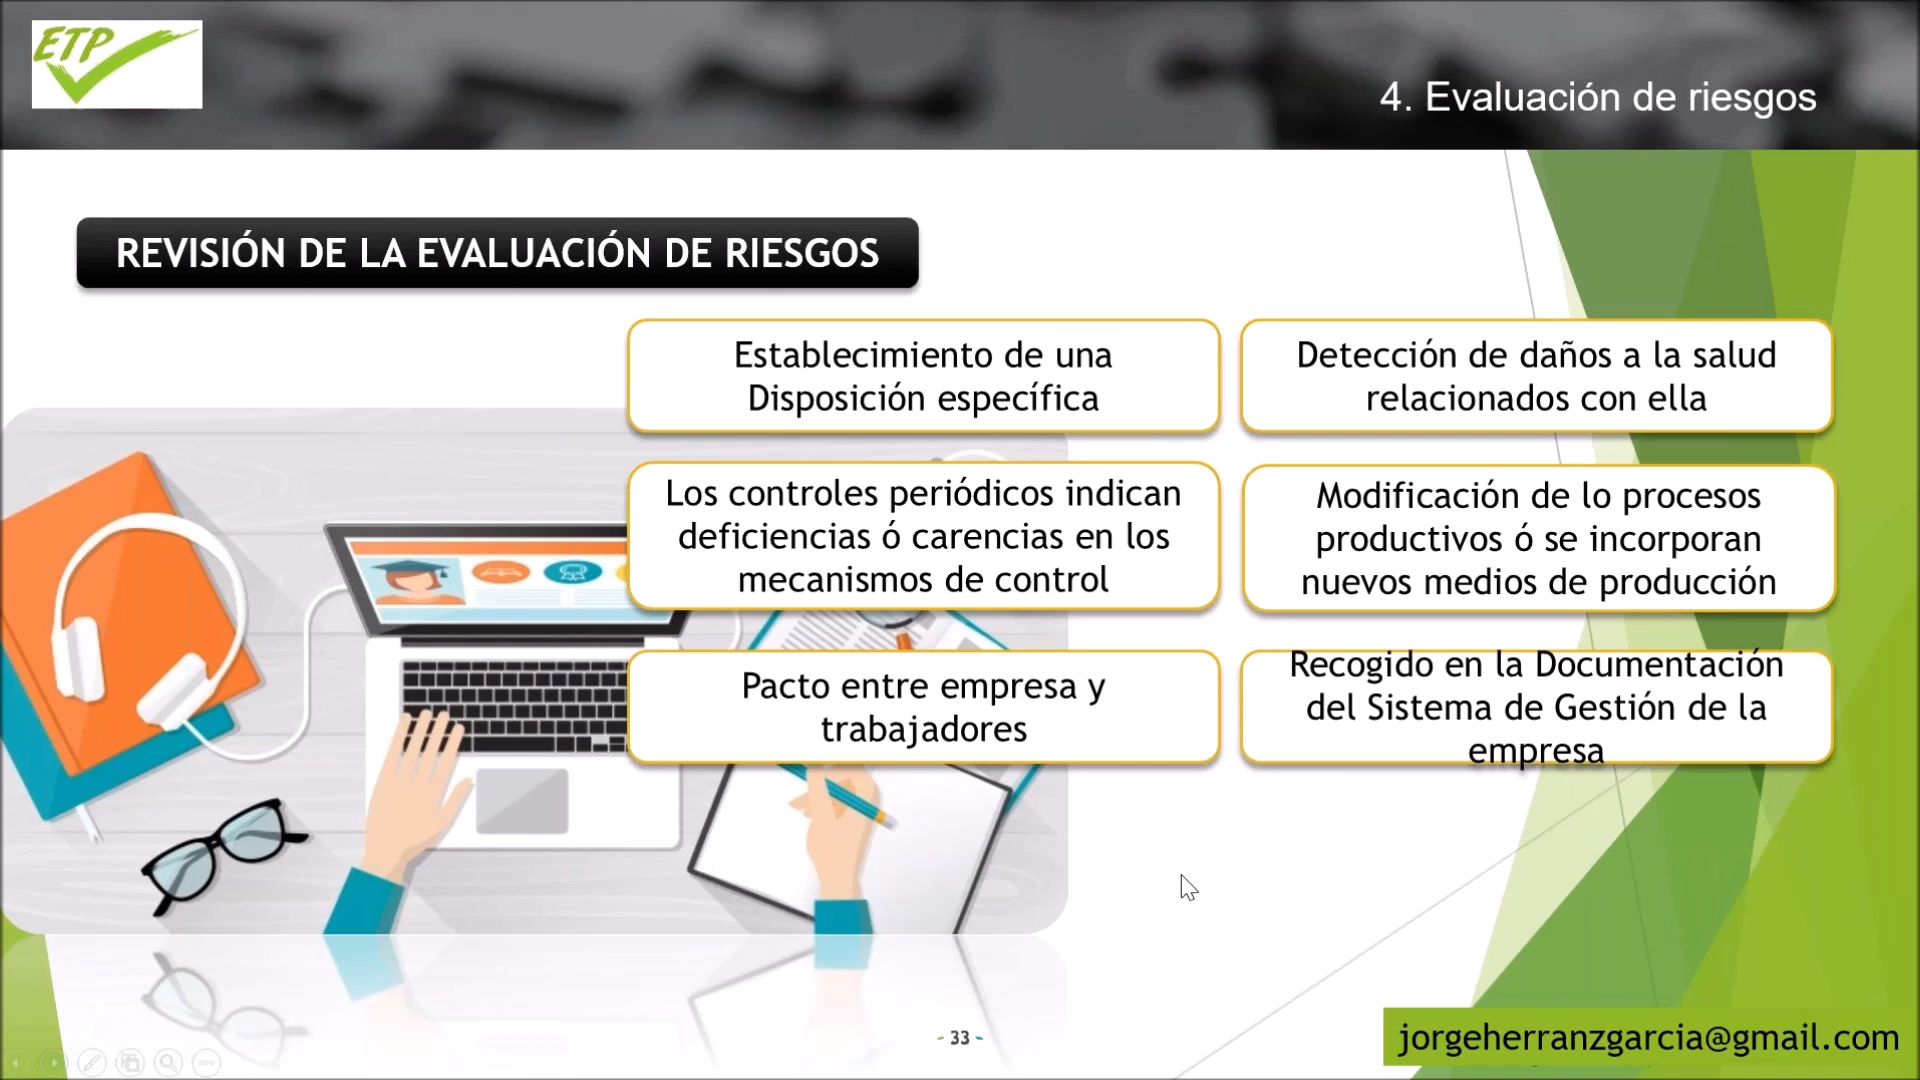 ETP
4. Evaluación de riesgos
REVISIÓN DE LA EVALUACIÓN DE RIESGOS
Establecimiento de una
Disposición específica
Detección de daños a la salud
relacionados con ella
Los controles periódicos indican
deficiencias ó carencias en los
mecanismos de control
Modificación de lo procesos
productivos ó se incorporan
nuevos medios de producción
Pacto entre empresa y
trabajadores
Recogido en la Documentación
del Sistema de Gestión de la
empresa
- 33 -
jorgeherranzgarcia@gmail.com